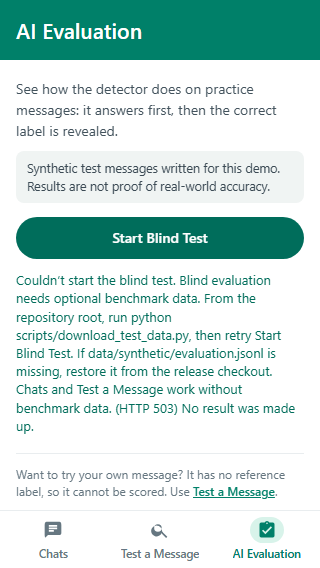 AI Evaluation
See how the detector does on practice
messages: it answers first, then the correct
label is revealed.
Synthetic test messages written for this demo.
Results are not proof of real-world accuracy.
Start Blind Test
Couldn't start the blind test. Blind evaluation
needs optional benchmark data. From the
repository root, run python
scripts/download_test_data.py, then retry Start
Blind Test. If data/synthetic/evaluation.jsonl is
missing, restore it from the release checkout.
Chats and Test a Message work without
benchmark data. (HTTP 503) No result was made
up.
Want to try your own message? It has no reference
label, so it cannot be scored. Use Test a Message.
Chats
Test a Message
AI Evaluation